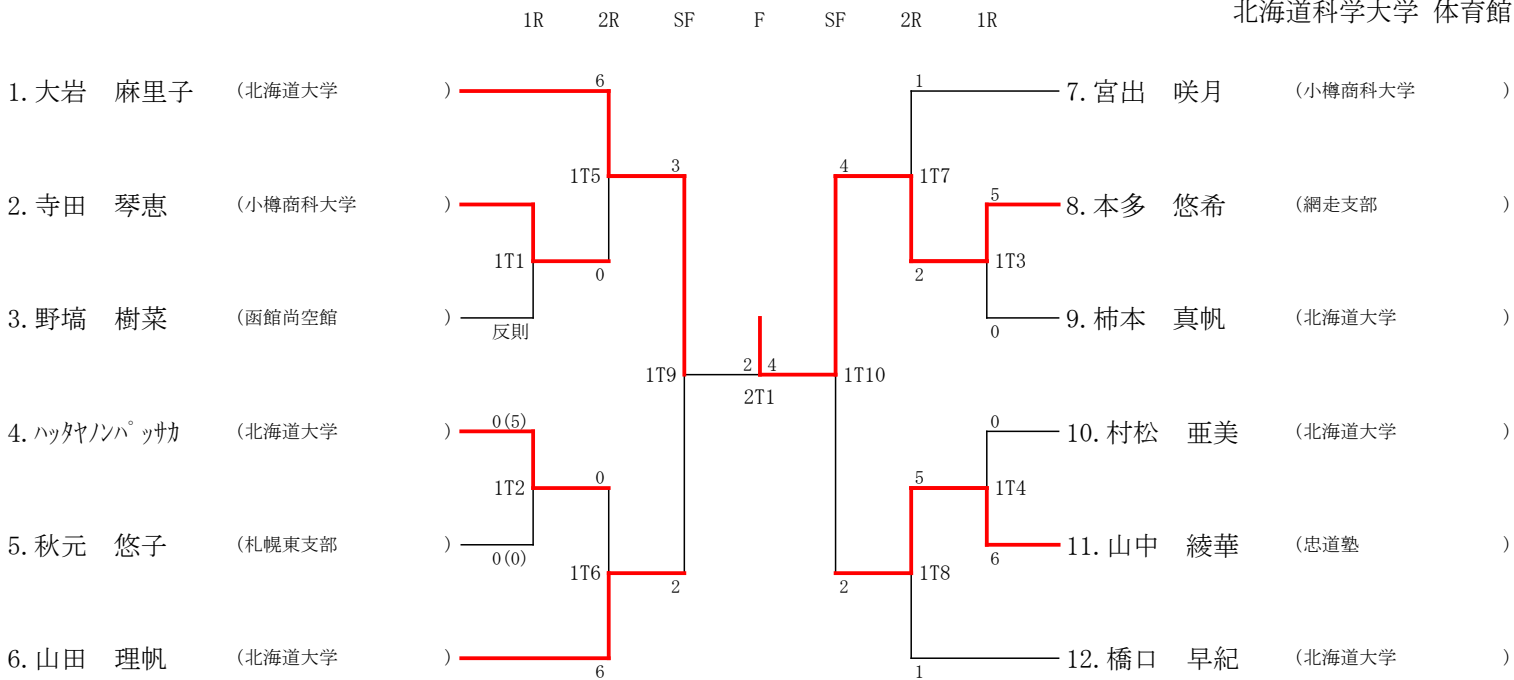 北海道科学大学 体育館
1R 2R SF F SF 2R 1R
6 1
1. 大岩 麻里子 (北海道大学 ) 7. 宮出 咲月 (小樽商科大学 )
1T5 3 4 1T7
5
2. 寺田 琴恵 (小樽商科大学 ) 8. 本多 悠希 (網走支部 )
1T1 1T3
0 2
3. 野塙 樹菜 (函館尚空館 ) 9. 柿本 真帆 (北海道大学 )
反則 0
2 4
1T9 1T10
2T1
0(5) 0
4. ハッタヤノンパッサカ (北海道大学 ) 10. 村松 亜美 (北海道大学 )
0 5
1T2 1T4
5. 秋元 悠子 (札幌東支部 ) 11. 山中 綾華 (忠道塾 )
0(0) 6
1T6 1T8
2 2
6. 山田 理帆 (北海道大学 ) 12. 橋口 早紀 (北海道大学 )
6 1